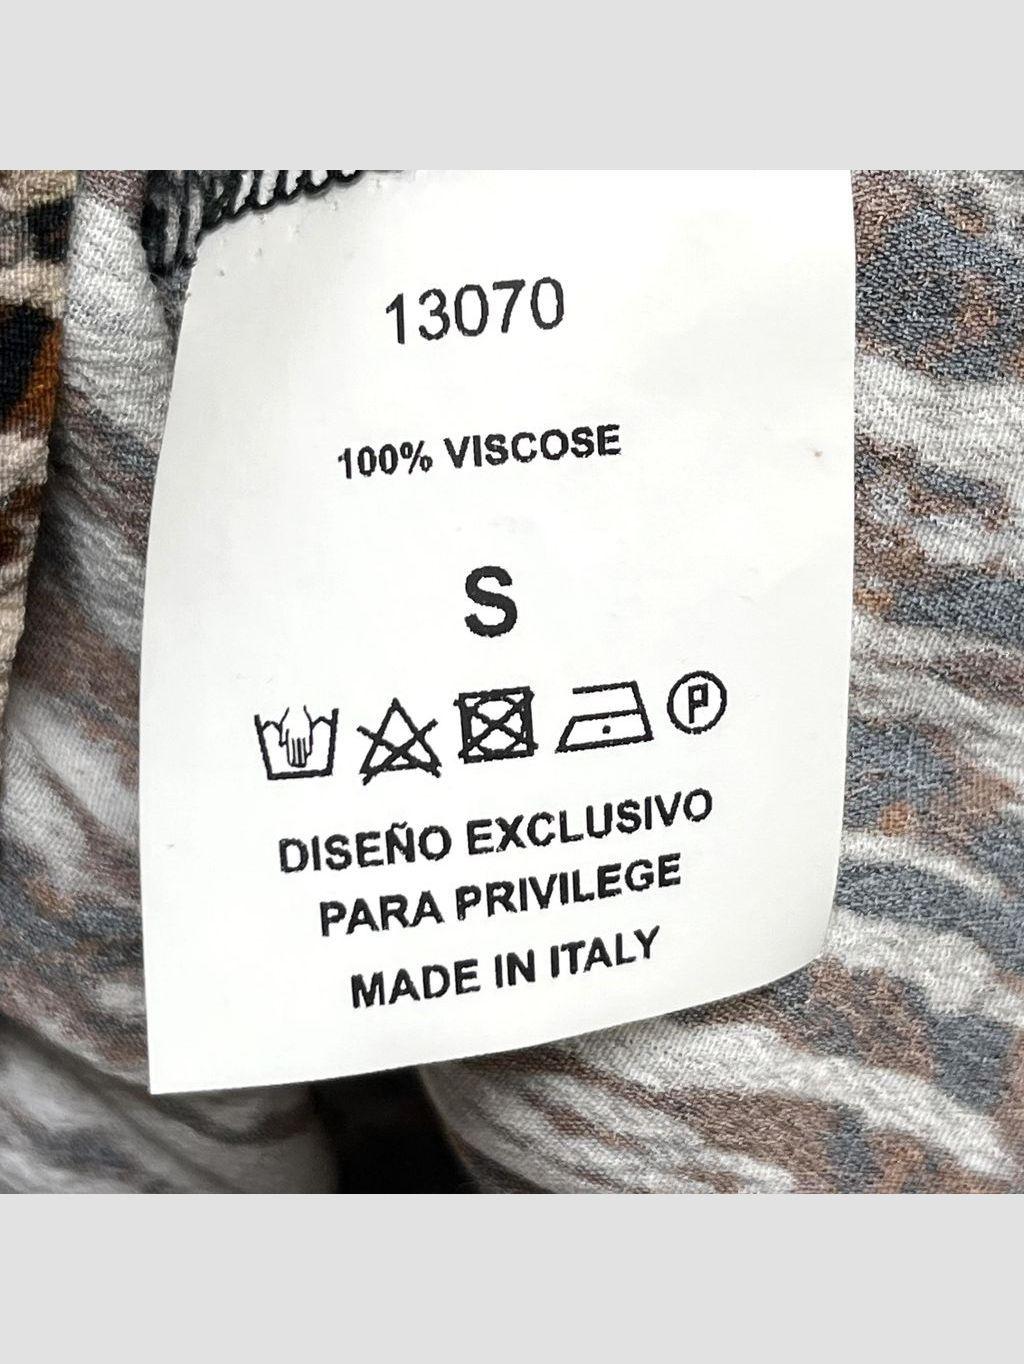 13070
100% VISCOSE
S
P
DISEÑO EXCLUSIVO
PARA PRIVILEGE
MADE IN ITALY